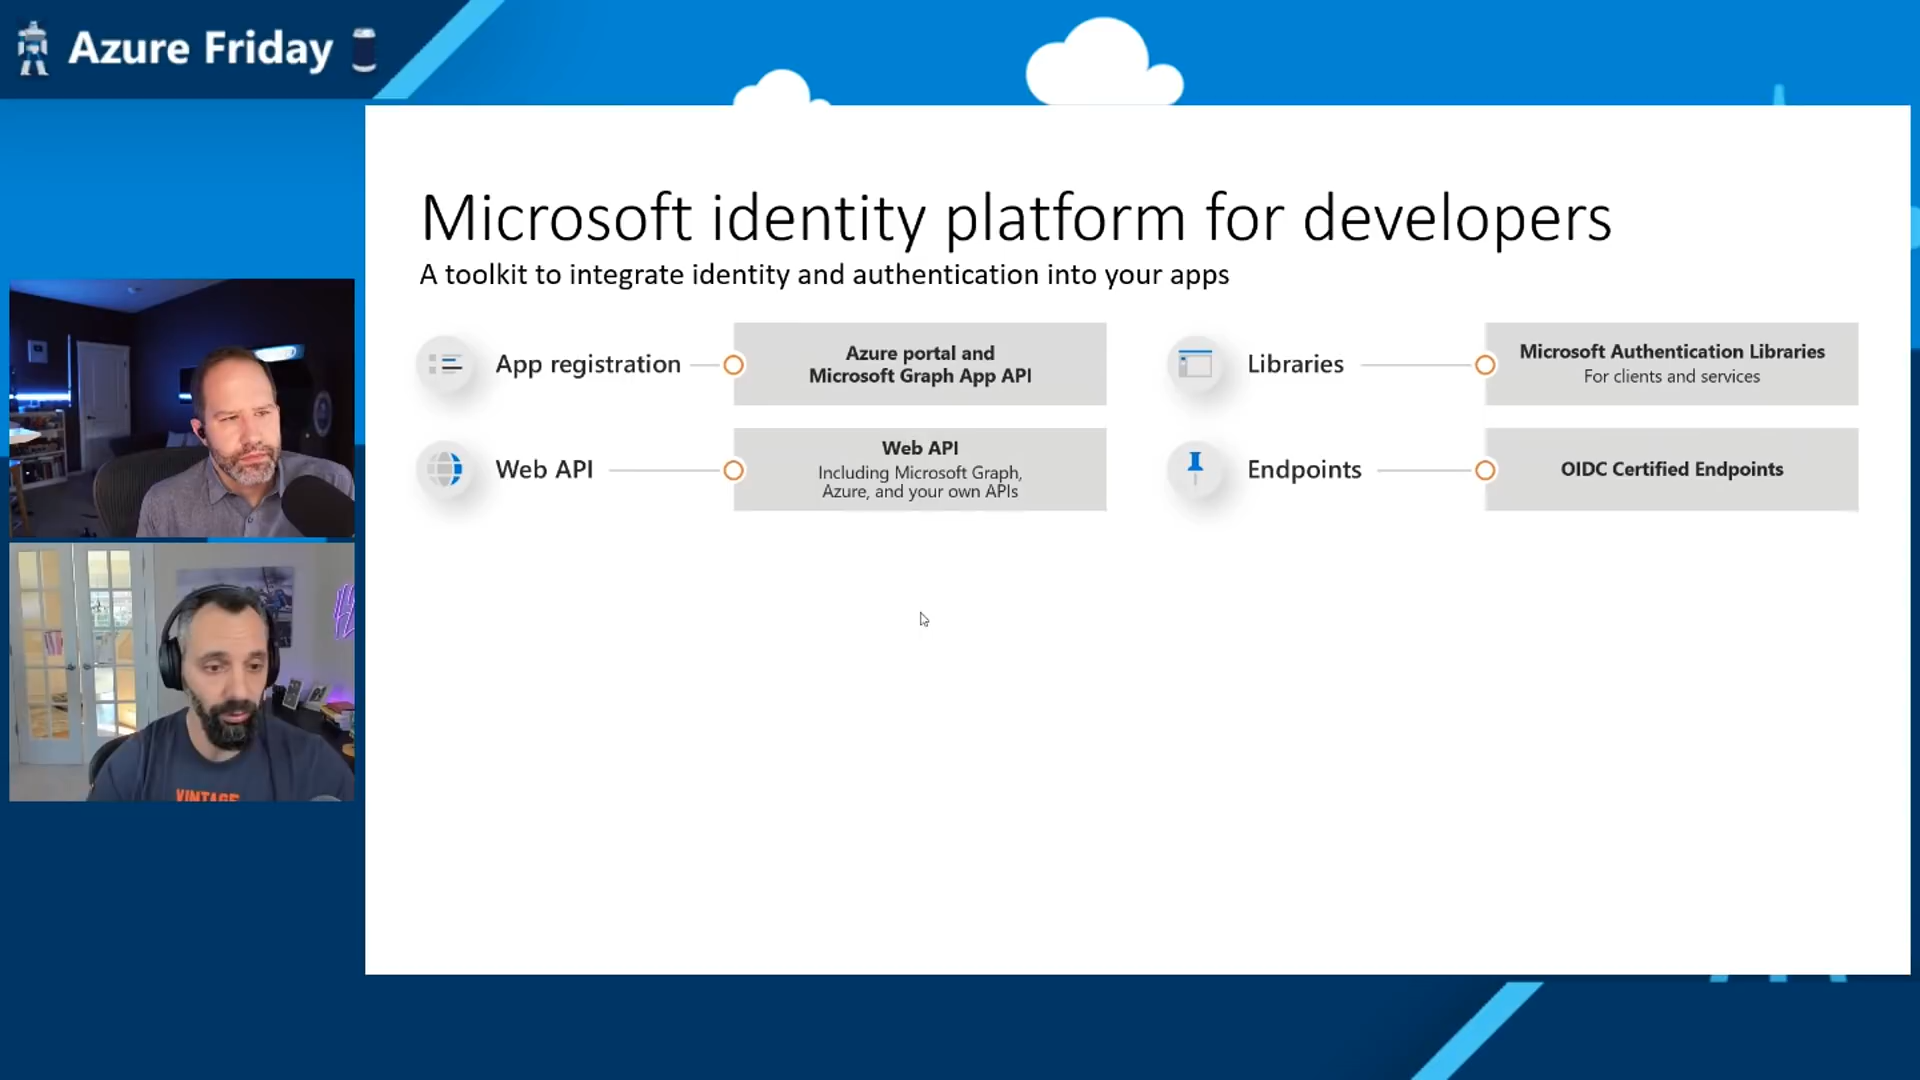 Azure Friday
Microsoft identity platform for developers
A toolkit to integrate identity and authentication into your apps
App registration
Azure portal and
Microsoft Graph App API
Libraries
Microsoft Authentication Libraries
For clients and services
Web API
Web API
Including Microsoft Graph,
Azure, and your own APIs
Endpoints
OIDC Certified Endpoints
VINTAGE